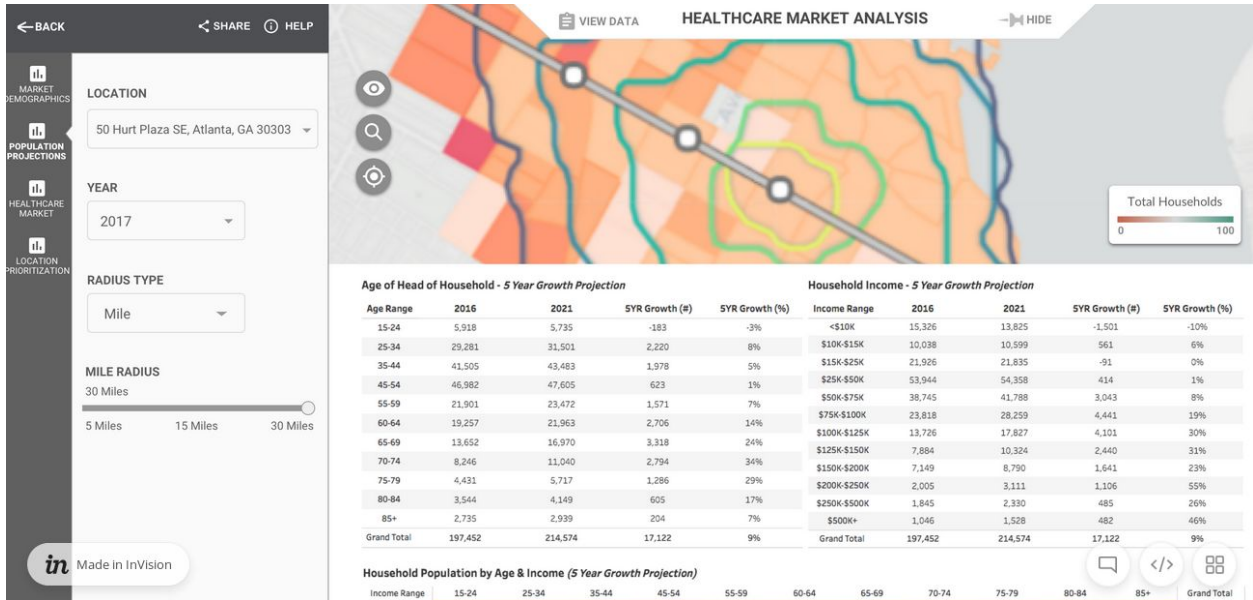 BACK
SHARE
HELP
VIEW DATA
HEALTHCARE MARKET ANALYSIS
HIDE
MARKET
DEMOGRAPHICS
POPULATION
PROJECTIONS
HEALTHCARE
MARKET
LOCATION
PRIORITIZATION
LOCATION
50 Hurt Plaza SE, Atlanta, GA 30303
YEAR
2017
RADIUS TYPE
Mile
MILE RADIUS
30 Miles
5 Miles 15 Miles 30 Miles
in Made in InVision
Total Households
0 100
Age of Head of Household - 5 Year Growth Projection
Age Range 2016 2021 5YR Growth (#) 5YR Growth (%)
15-24 5,918 5,735 -183 -3%
25-34 29,281 31,501 2,220 8%
35-44 41,505 43,483 1,978 5%
45-54 46,982 47,605 623 1%
55-59 21,901 23,472 1,571 7%
60-64 19,257 21,963 2,706 14%
65-69 13,652 16,970 3,318 24%
70-74 8,246 11,040 2,794 34%
75-79 4,431 5,717 1,286 29%
80-84 3,544 4,149 605 17%
85+ 2,735 2,939 204 7%
Grand Total 197,452 214,574 17,122 9%
Household Income - 5 Year Growth Projection
Income Range 2016 2021 5YR Growth (#) 5YR Growth (%)
<$10K 15,326 13,825 -1,501 -10%
$10K-$15K 10,038 10,599 561 6%
$15K-$25K 21,926 21,835 -91 0%
$25K-$50K 53,944 54,358 414 1%
$50K-$75K 38,745 41,788 3,043 8%
$75K-$100K 23,818 28,259 4,441 19%
$100K-$125K 13,726 17,827 4,101 30%
$125K-$150K 7,884 10,324 2,440 31%
$150K-$200K 7,149 8,790 1,641 23%
$200K-$250K 2,005 3,111 1,106 55%
$250K-$500K 1,845 2,330 485 26%
$500K+ 1,046 1,528 482 46%
Grand Total 197,452 214,574 17,122 9%
Household Population by Age & Income (5 Year Growth Projection)
Income Range 15-24 25-34 35-44 45-54 55-59 60-64 65-69 70-74 75-79 80-84 85+ Grand Total